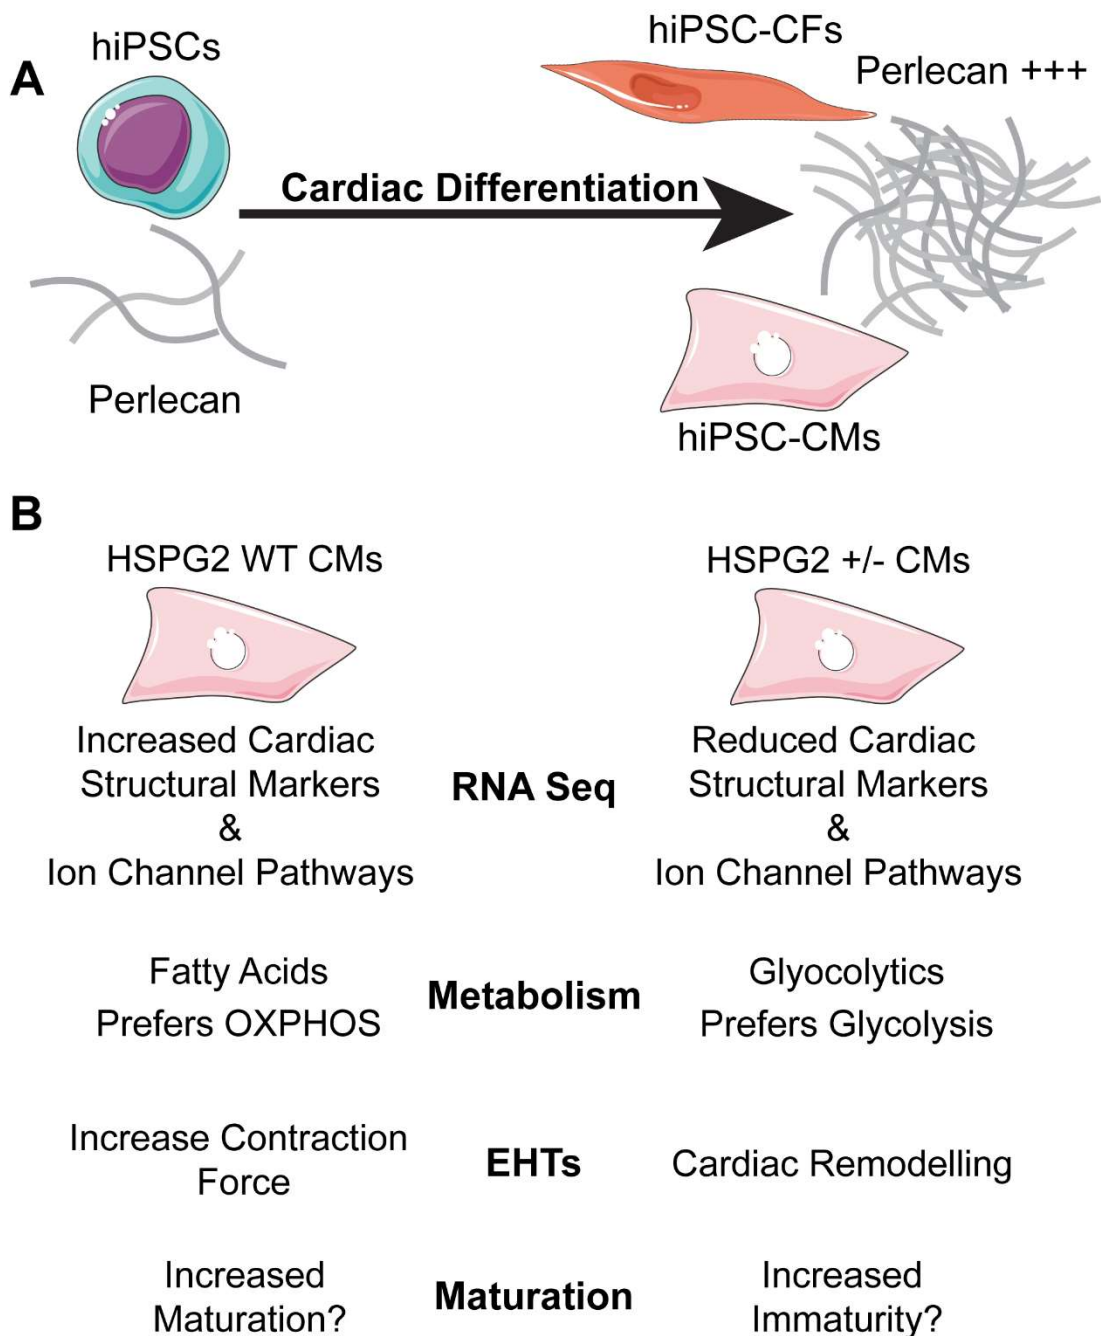 A
hiPSCs
hiPSC-CFs
Perlecan +++
Cardiac Differentiation
Perlecan
hiPSC-CMs
B
HSPG2 WT CMs
HSPG2 +/- CMs
Increased Cardiac
Structural Markers
&
Ion Channel Pathways
RNA Seq
Reduced Cardiac
Structural Markers
&
Ion Channel Pathways
Fatty Acids
Prefers OXPHOS
Metabolism
Glyocolytics
Prefers Glycolysis
Increase Contraction
Force
EHTs
Cardiac Remodelling
Increased
Maturation?
Maturation
Increased
Immaturity?